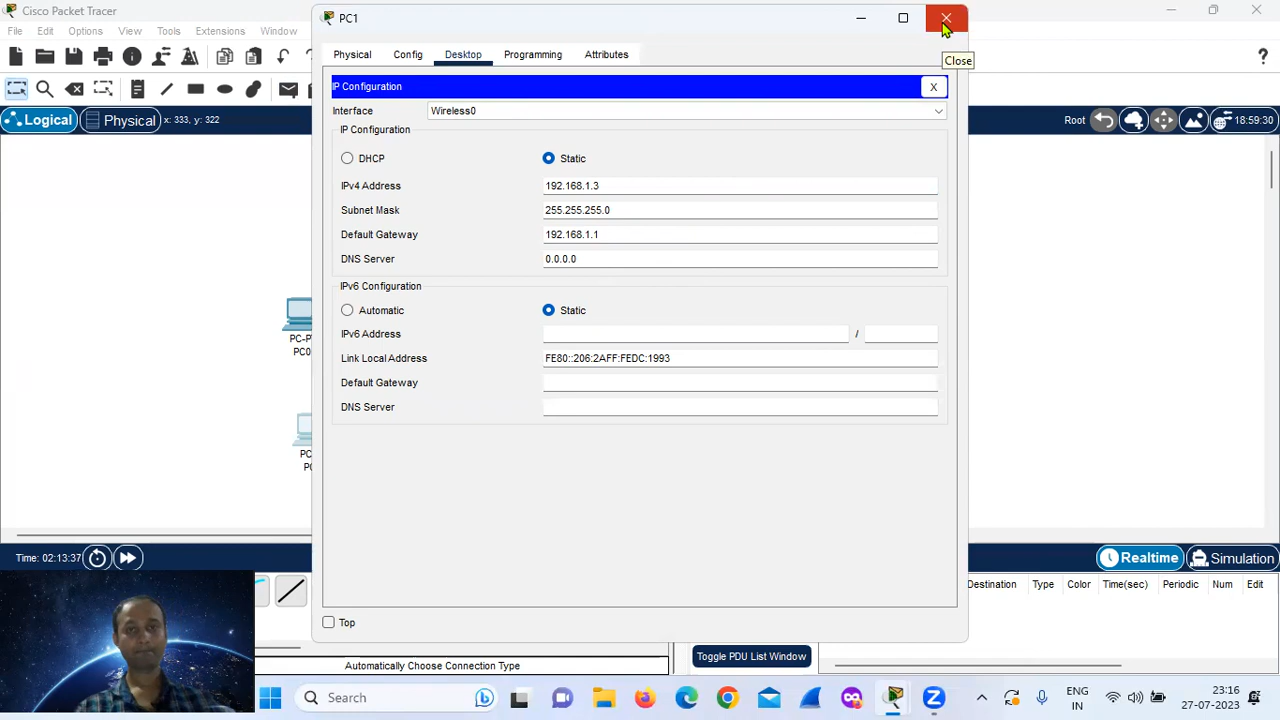 Cisco Packet Tracer
PC1
File Edit Options View Tools Extensions Window
Close
Physical Config Desktop Programming Attributes
IP Configuration
X
Interface
Wireless0
Logical
Physical
x: 333, y: 322
Root
18:59:30
IP Configuration
DHCP
Static
IPv4 Address
192.168.1.3
Subnet Mask
255.255.255.0
Default Gateway
192.168.1.1
DNS Server
0.0.0.0
IPv6 Configuration
Automatic
Static
IPv6 Address
/
Link Local Address
FE80::206:2AFF:FEDC:1993
Default Gateway
DNS Server
PC0
Time: 02:13:37
Realtime
Simulation
Destination Type Color Time(sec) Periodic Num Edit
Top
Automatically Choose Connection Type
Toggle PDU List Window
Search
ENG
IN
23:16
27-07-2023